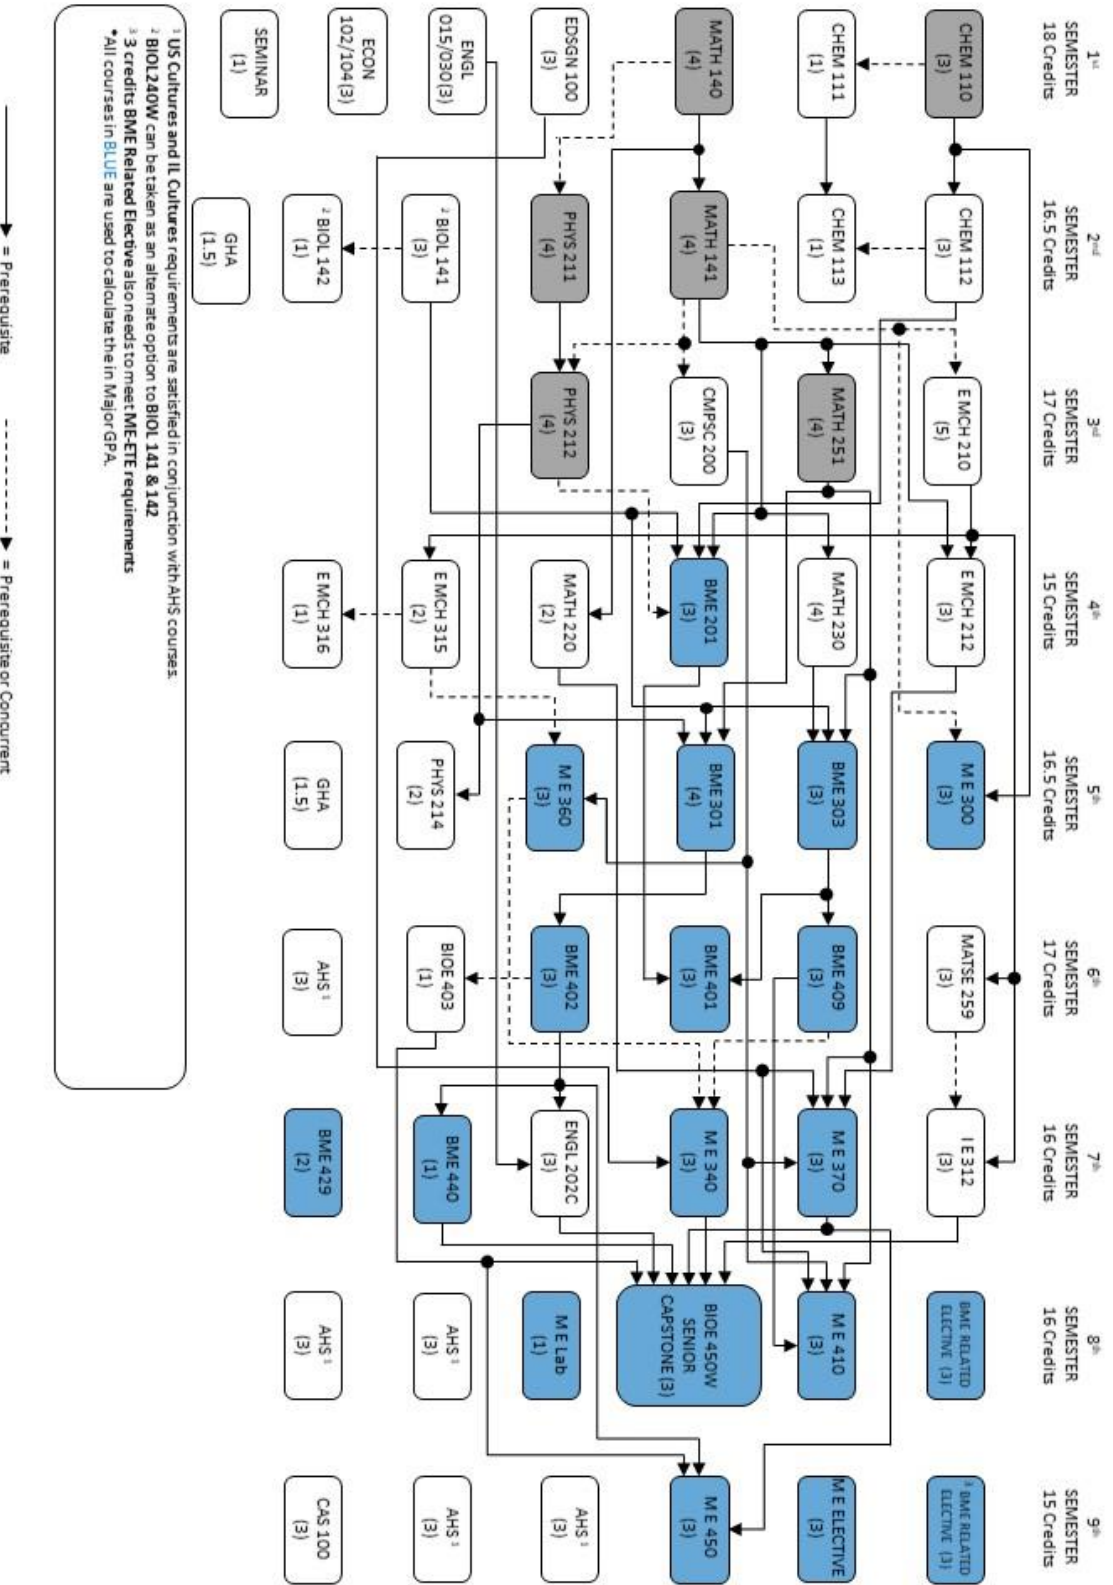 1st
SEMESTER
18 Credits
CHEM 110
(3)
CHEM 111
(1)
MATH 140
(4)
EDSGN 100
(3)
ENGL
015/030(3)
ECON
102/104(3)
SEMINAR
(1)
2nd
SEMESTER
16.5 Credits
CHEM 112
(3)
CHEM 113
(1)
MATH 141
(4)
PHYS 211
(4)
2 BIOL 141
(3)
2 BIOL 142
(1)
GHA
(1.5)
3rd
SEMESTER
17 Credits
E MCH 210
(5)
MATH 251
(4)
CMPSC 200
(3)
PHYS 212
(4)
4th
SEMESTER
15 Credits
E MCH 212
(3)
MATH 230
(4)
BME 201
(3)
MATH 220
(2)
E MCH 315
(2)
E MCH 316
(1)
5th
SEMESTER
16.5 Credits
M E 300
(3)
BME 303
(3)
BME 301
(4)
M E 360
(3)
PHYS 214
(2)
GHA
(1.5)
6th
SEMESTER
17 Credits
MATSE 259
(3)
BME 409
(3)
BME 401
(3)
BME 402
(3)
BIOE 403
(1)
AHS 1
(3)
7th
SEMESTER
16 Credits
I E 312
(3)
M E 370
(3)
M E 340
(3)
ENGL 202C
(3)
BME 440
(1)
BME 429
(2)
8th
SEMESTER
16 Credits
BME RELATED
ELECTIVE (3)
M E 410
(3)
BIOE 450W
SENIOR
CAPSTONE (3)
M E Lab
(1)
AHS 1
(3)
AHS 1
(3)
9th
SEMESTER
15 Credits
3 BME RELATED
ELECTIVE (3)
M E ELECTIVE
(3)
M E 450
(3)
AHS 1
(3)
AHS 1
(3)
CAS 100
(3)
1 US Cultures and IL Cultures requirements are satisfied in conjunction with AHS courses.
2 BIOL240W can be taken as an alternate option to BIOL 141 & 142
3 3 credits BME Related Elective also needs to meet ME-ETE requirements
*All courses in BLUE are used to calculate the in Major GPA.
= Prerequisite
= Prerequisite or Concurrent